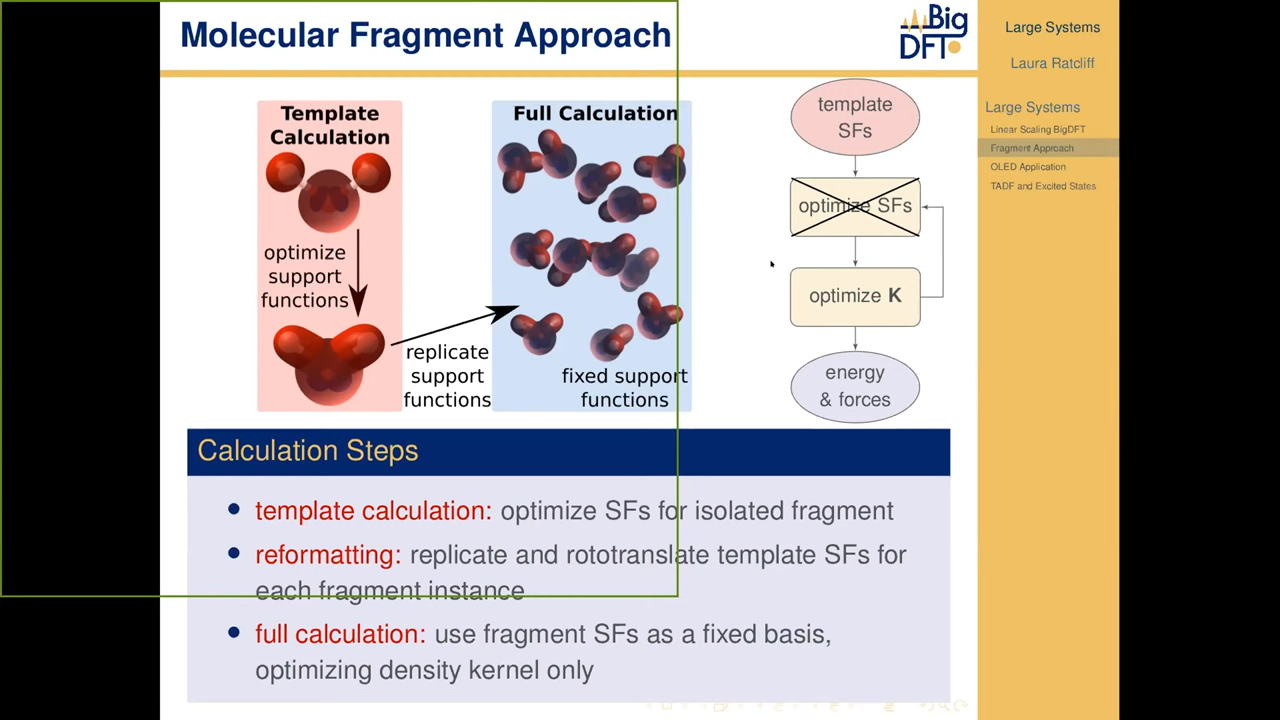 Molecular Fragment Approach
Big
DFT
Large Systems
Laura Ratcliff
Large Systems
Linear Scaling BigDFT
Fragment Approach
OLED Application
TADF and Excited States
Template
Calculation
optimize
support
functions
replicate
support
functions
Full Calculation
fixed support
functions
template
SFs
optimize SFs
optimize K
energy
& forces
Calculation Steps
template calculation: optimize SFs for isolated fragment
reformatting: replicate and rototranslate template SFs for
each fragment instance
full calculation: use fragment SFs as a fixed basis,
optimizing density kernel only